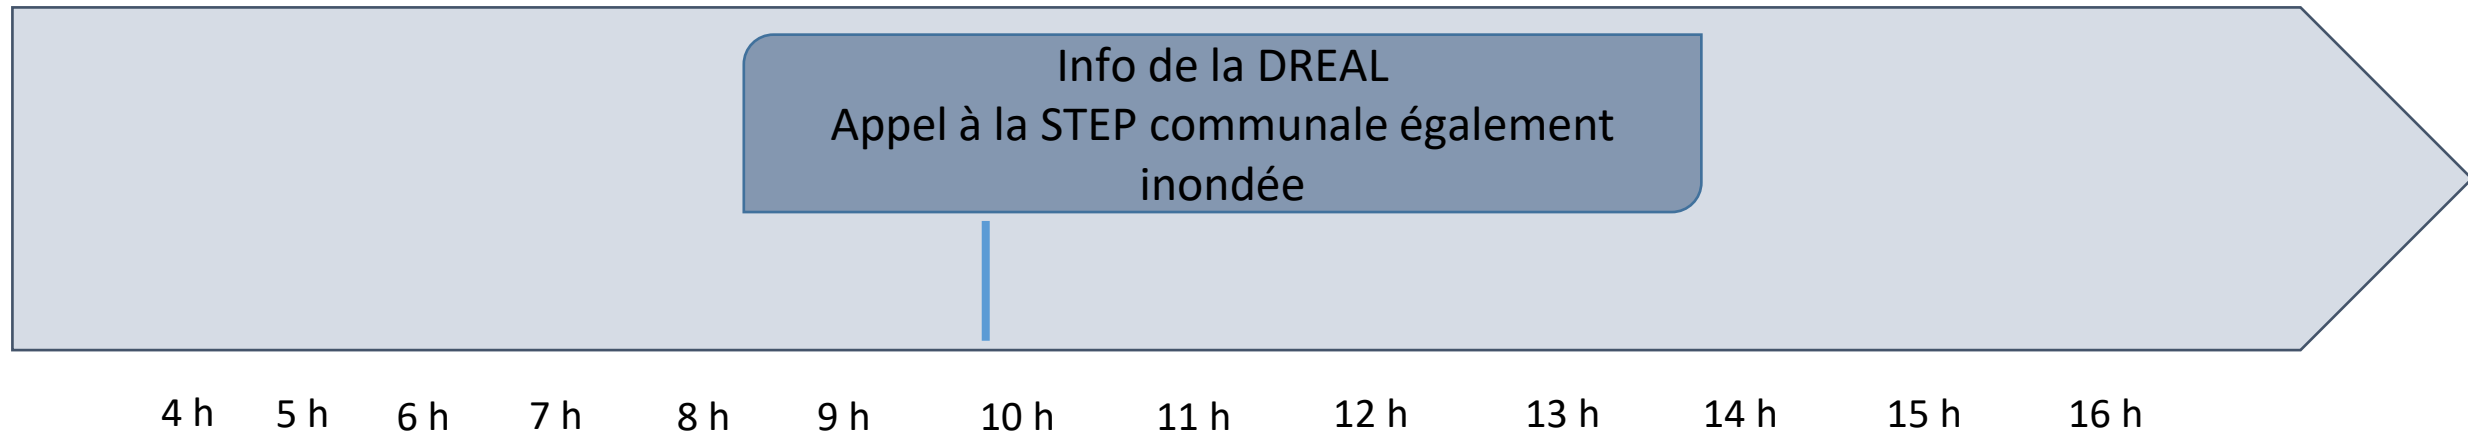 Info de la DREAL
Appel à la STEP communale également
inondée
4 h 5 h 6 h 7 h 8 h 9 h 10 h 11 h 12 h 13 h 14 h 15 h 16 h